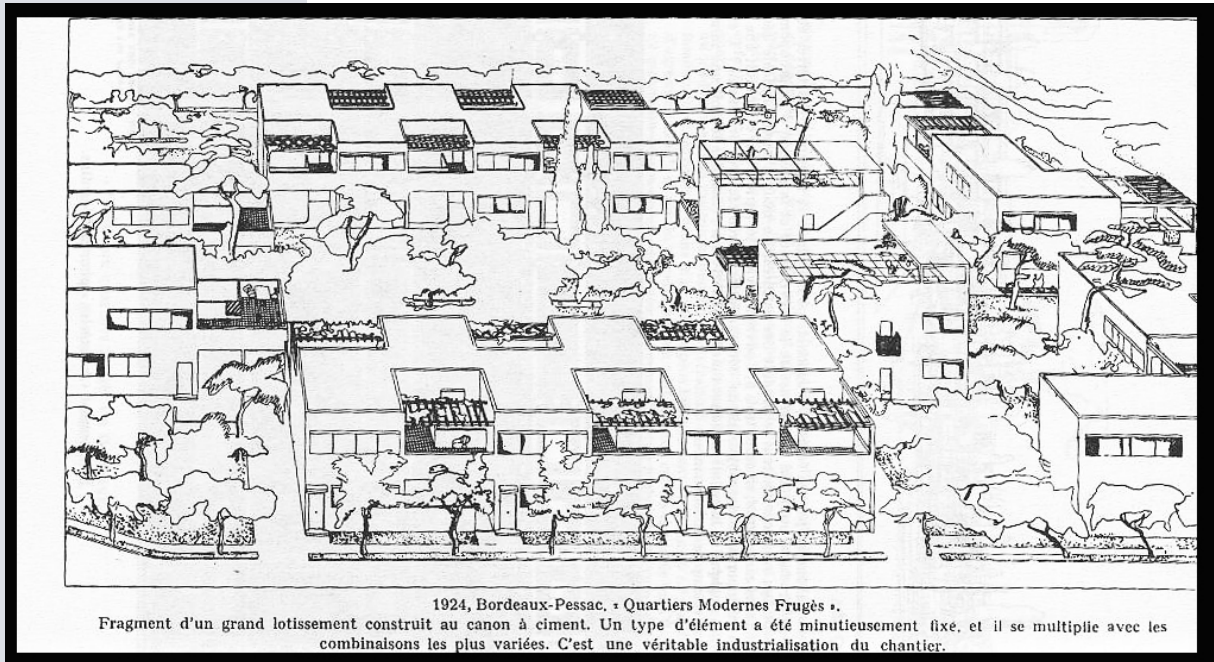 1924, Bordeaux-Pessac. « Quartiers Modernes Frugès ».
Fragment d'un grand lotissement construit au canon à ciment. Un type d'élément a été minutieusement fixé, et il se multiplie avec les
combinaisons les plus variées. C'est une véritable industrialisation du chantier.